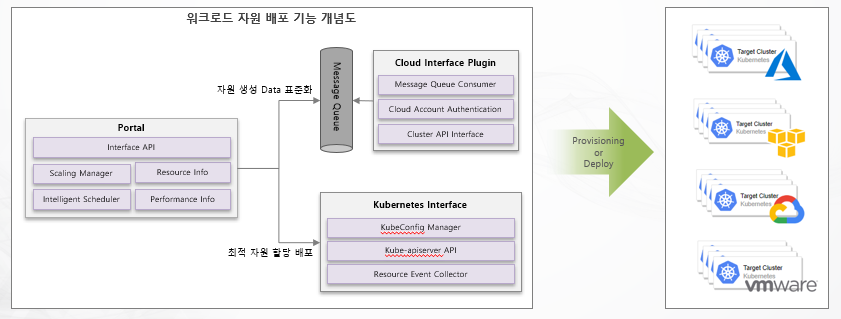 워크로드 자원 배포 기능 개념도
Portal
Interface API
Scaling Manager
Resource Info
Intelligent Scheduler
Performance Info
자원 생성 Data 표준화
최적 자원 할당 배포
Message Queue
Cloud Interface Plugin
Message Queue Consumer
Cloud Account Authentication
Cluster API Interface
Kubernetes Interface
KubeConfig Manager
Kube-apiserver API
Resource Event Collector
Provisioning
or
Deploy
Target Cluster
Kubernetes
Target Cluster
Kubernetes
Target Cluster
Kubernetes
Target Cluster
Kubernetes
vmware